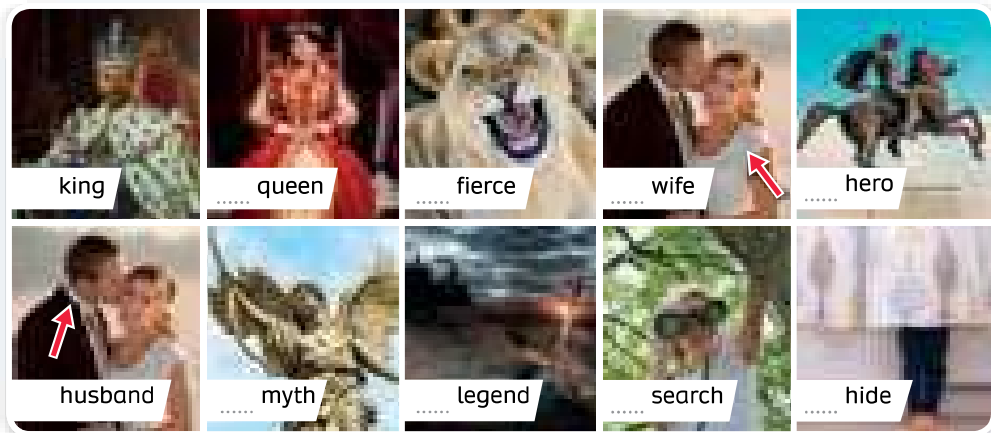 king
...... queen
...... fierce
...... wife
...... hero
husband
...... myth
...... legend
...... search
...... hide